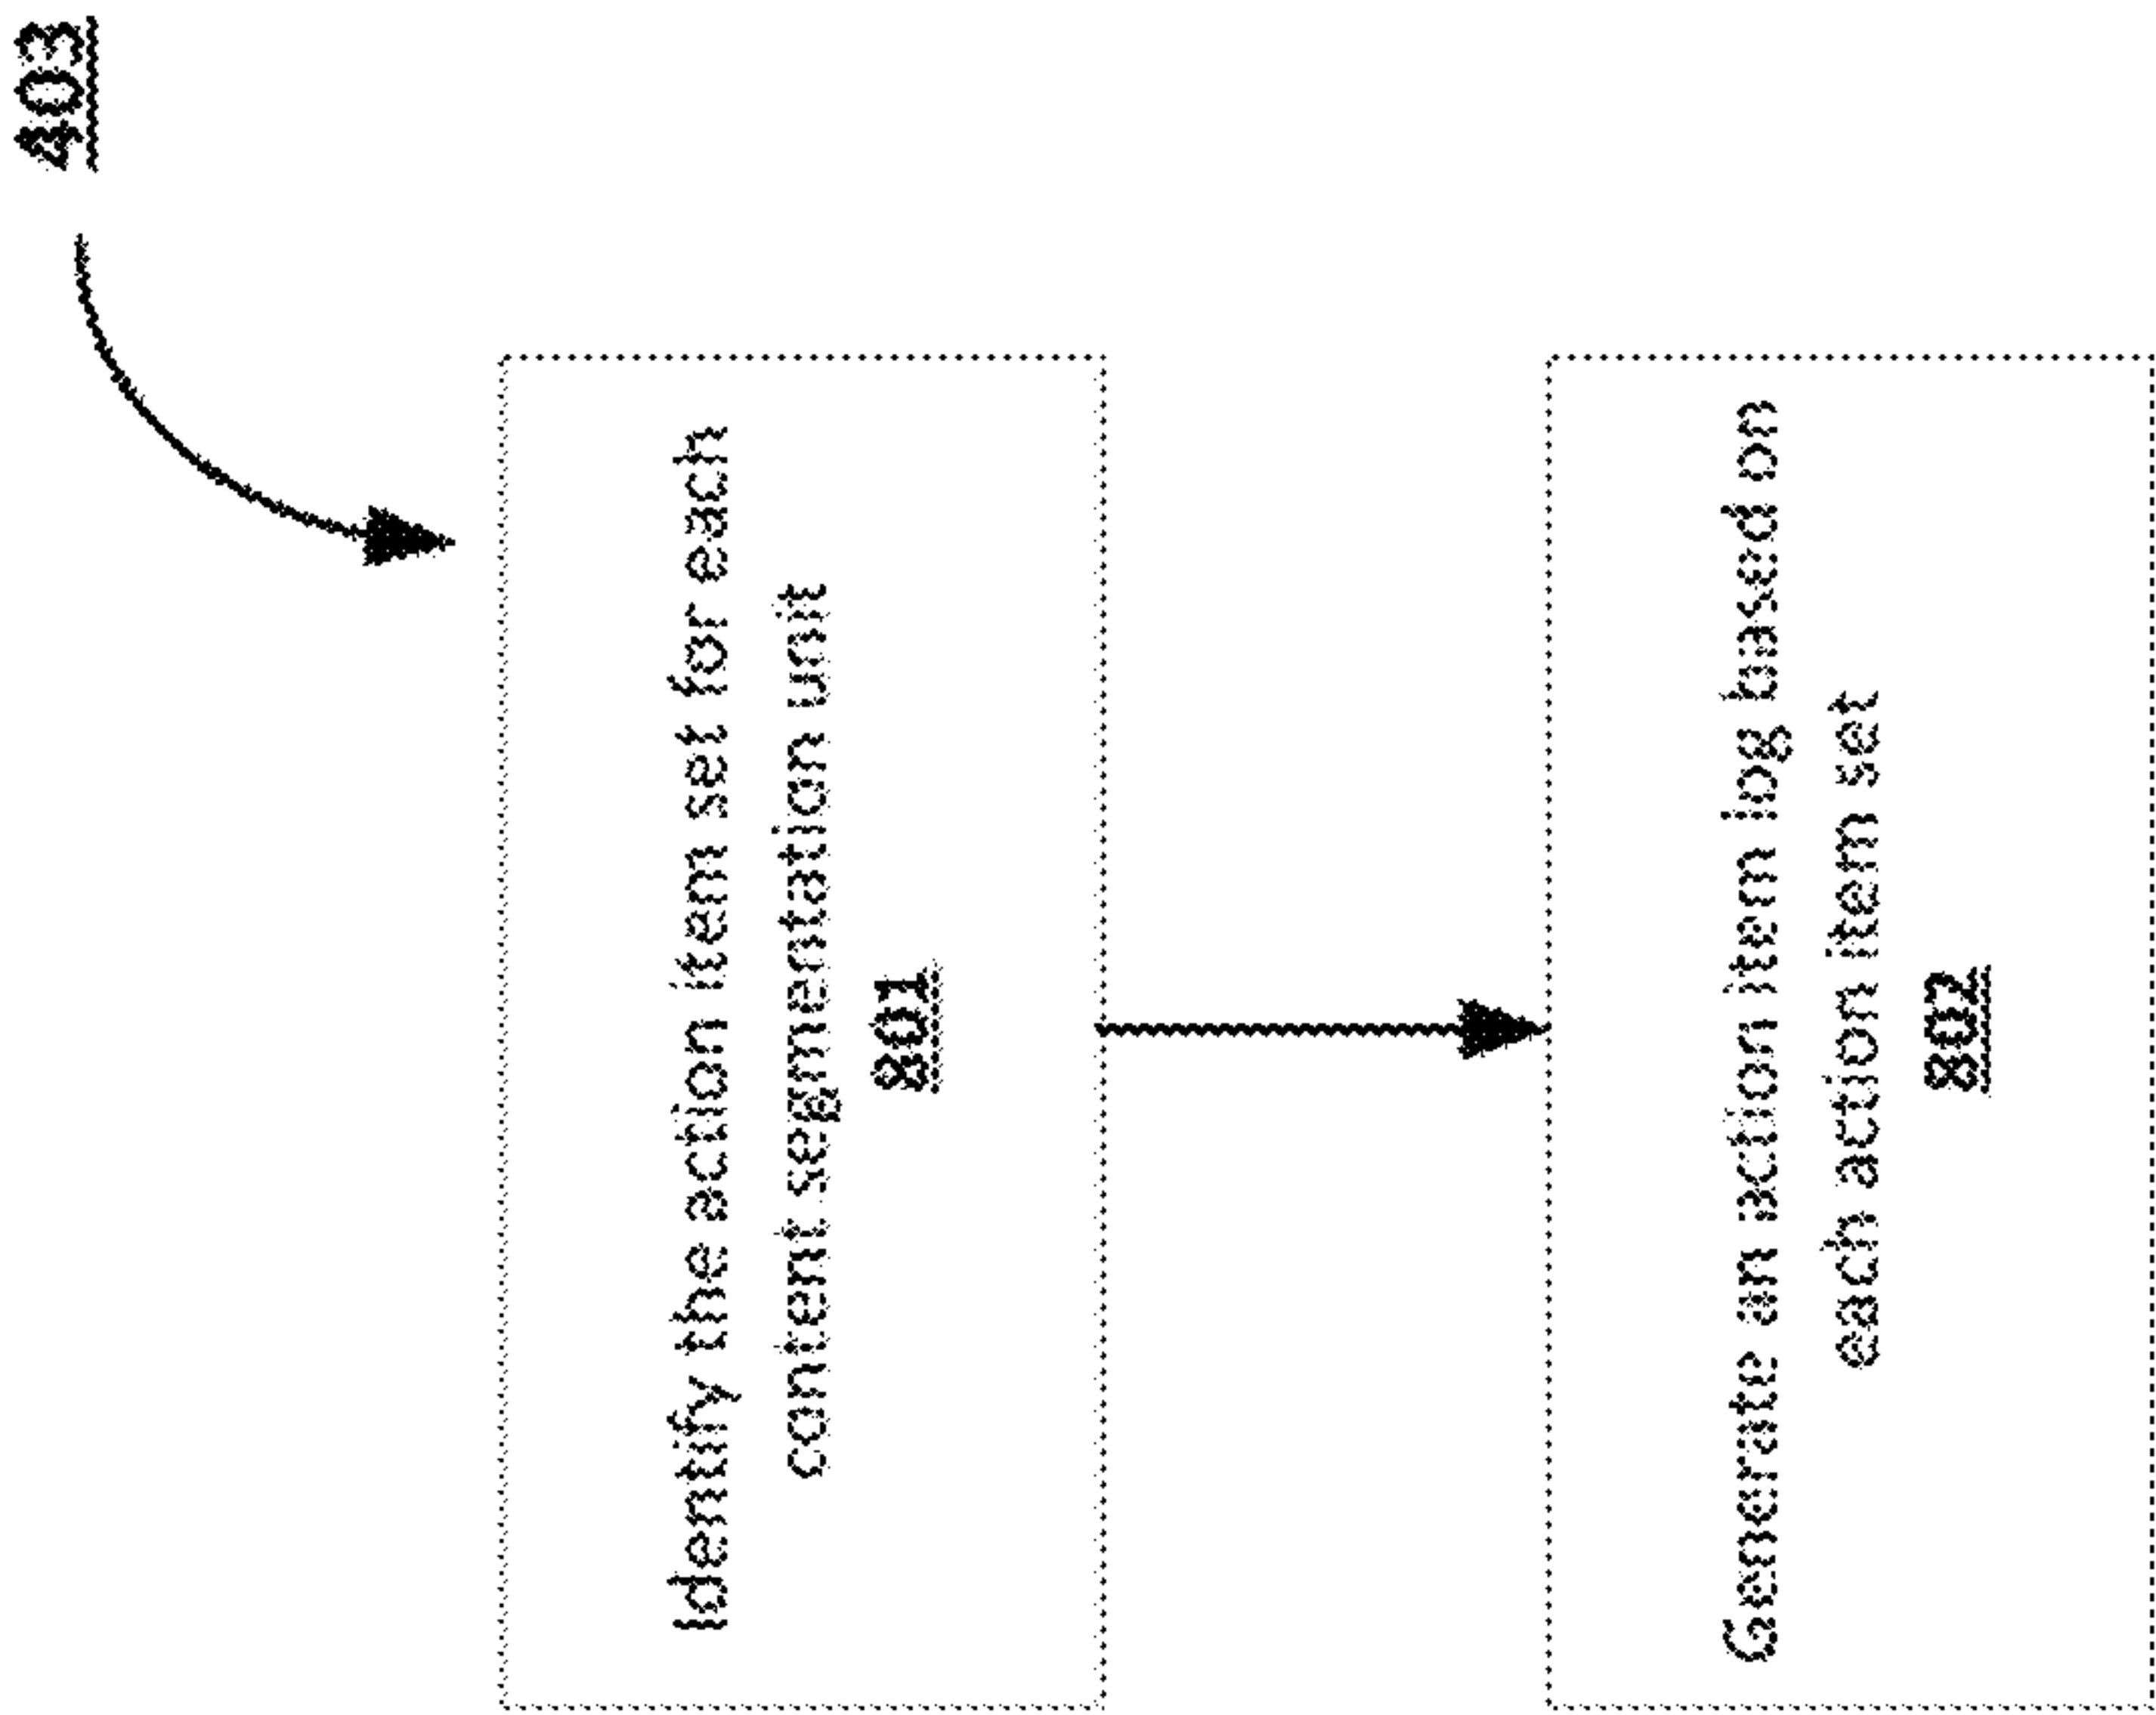 403
Identify the action item set for each
content segmentation unit
801
Generate an action item log based on
each action item set
802